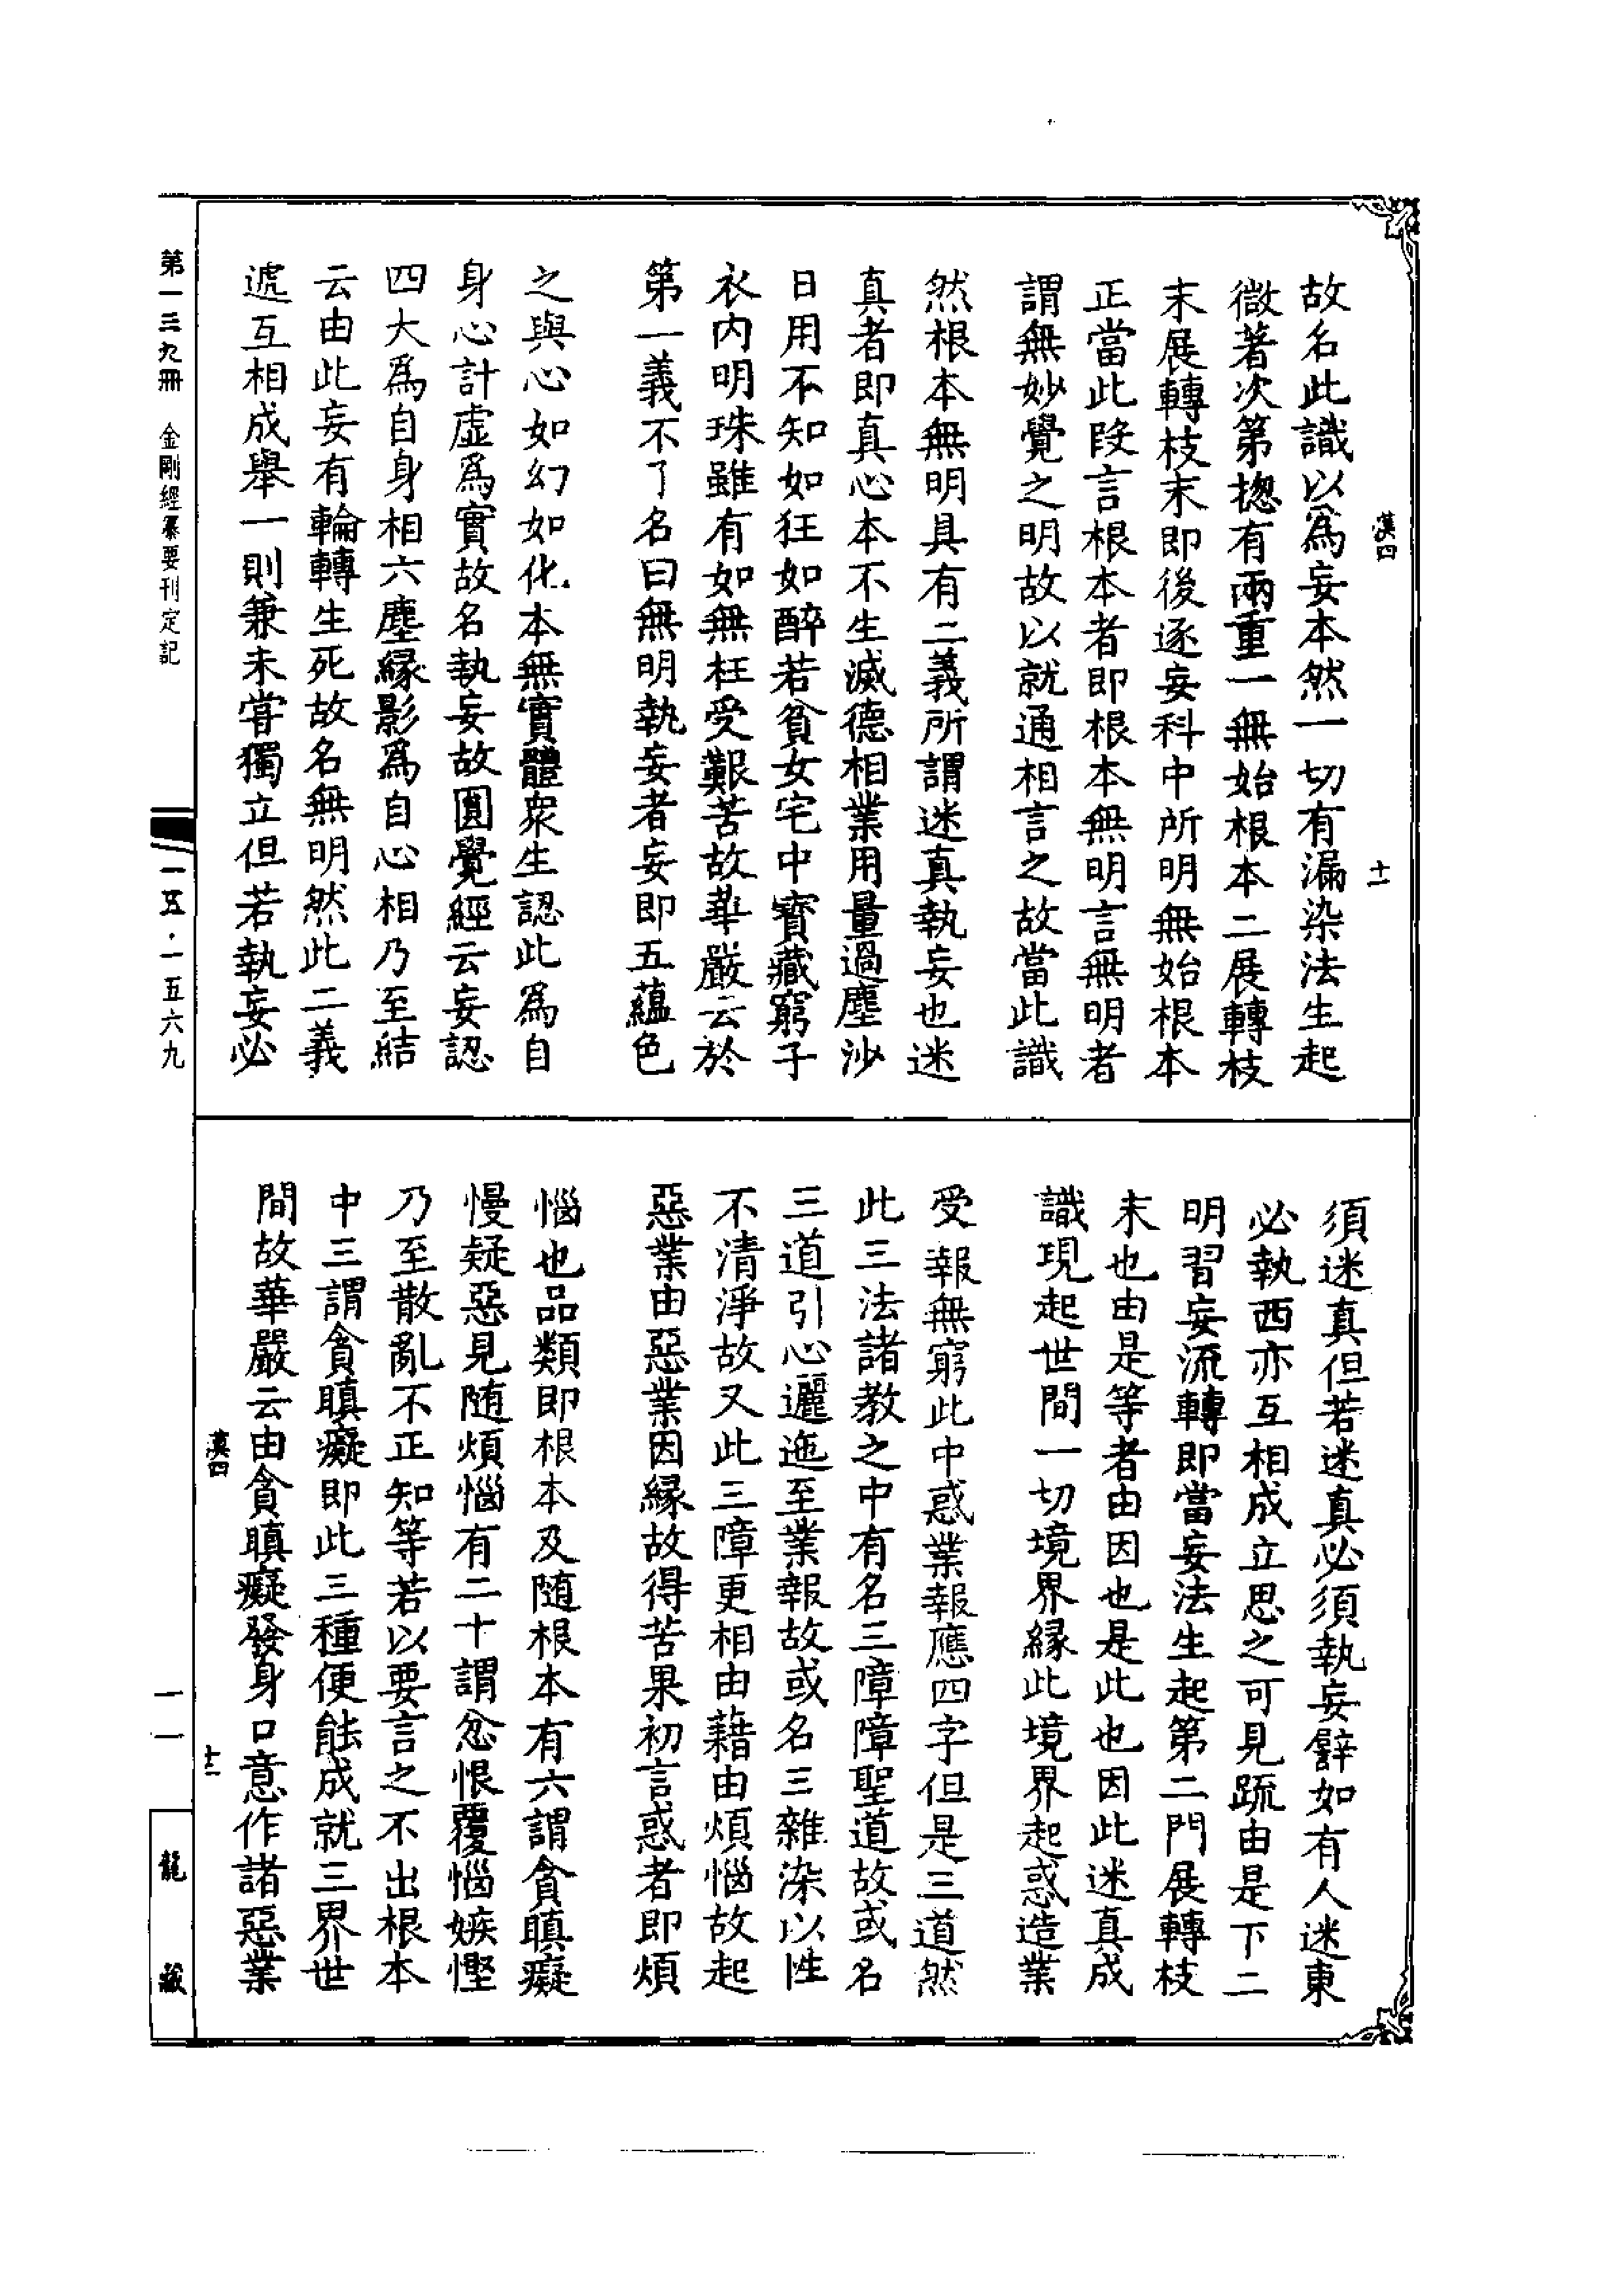 漢四
十一
故名此識以為妄本然一切有漏染法生起
微著次第揔有兩重一無始根本二展轉枝
末展轉枝末即後逐妄科中所明無始根本
正當此段言根本者即根本無明言無明者
謂無妙覺之明故以就通相言之故當此識
然根本無明具有二義所謂迷真執妄也迷
真者即真心本不生滅德相業用量過塵沙
日用不知如狂如醉若貧女宅中寶藏窮子
衣內明珠雖有如無枉受艱苦故華嚴云於
第一義不了名曰無明執妄者妄即五蘊色
之與心如幻如化本無實體眾生認此為自
身心計虛為實故名執妄故圓覺經云妄認
四大為自身相六塵緣影為自心相乃至結
云由此妄有輪轉生死故名無明然此二義
遞互相成舉一則兼未甞獨立但若執妄必
須迷真但若迷真必須執妄譬如有人迷東
必執西亦互相成立思之可見疏由是下二
明習妄流轉即當妄法生起第二門展轉枝
末也由是等者由因也是此也因此迷真成
識現起世間一切境界緣此境界起惑造業
受報無窮此中惑業報應四字但是三道然
此三法諸教之中有名三障障聖道故或名
三道引心邐迤至業報故或名三雜染以性
不清淨故又此三障更相由藉由煩惱故起
惡業由惡業因緣故得苦果初言惑者即煩
惱也品類即根本及随根本有六謂貪瞋癡
慢疑惡見随煩惱有二十謂忿恨覆惱嫉慳
乃至散亂不正知等若以要言之不出根本
中三謂貪瞋癡即此三種便能成就三界世
間故華嚴云由貪瞋癡發身口意作諸惡業
漢四
十二
第一三九冊 金剛經纂要刊定記
一五·一五六九
一一
龍藏